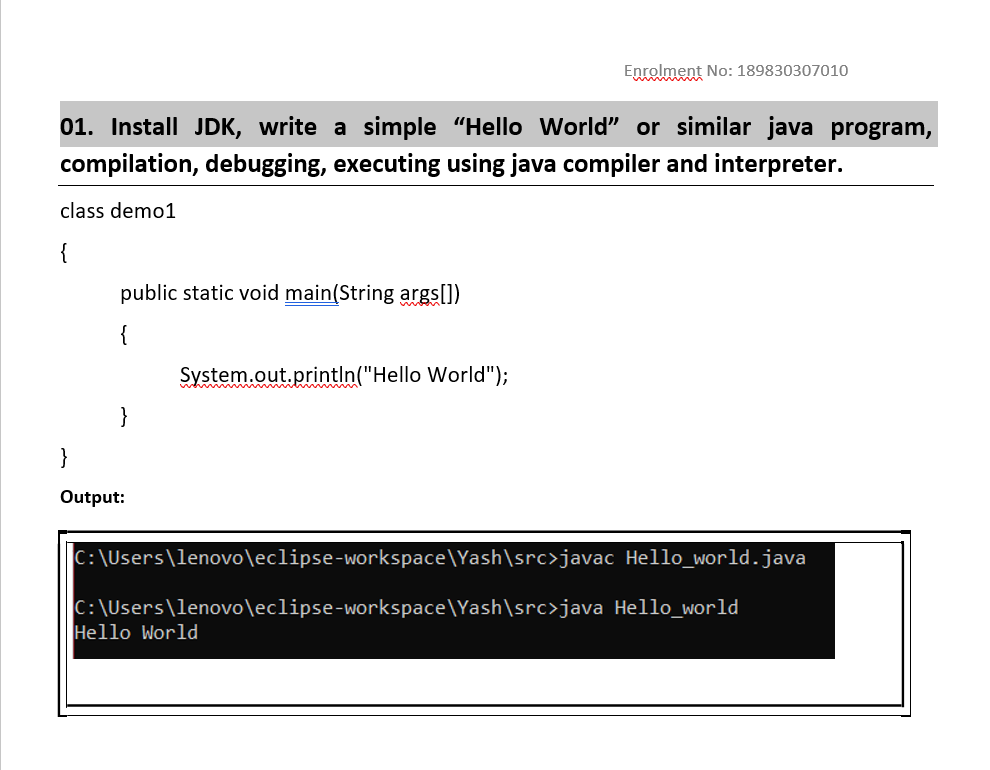 Enrolment No: 189830307010
01. Install JDK, write a simple “Hello World” or similar java program,
compilation, debugging, executing using java compiler and interpreter.
class demo1
{
public static void main(String args[])
{
System.out.println("Hello World");
}
}
Output:
C:\Users\lenovo\eclipse-workspace\Yash\src>javac Hello_world.java
C:\Users\lenovo\eclipse-workspace\Yash\src>java Hello_world
Hello World